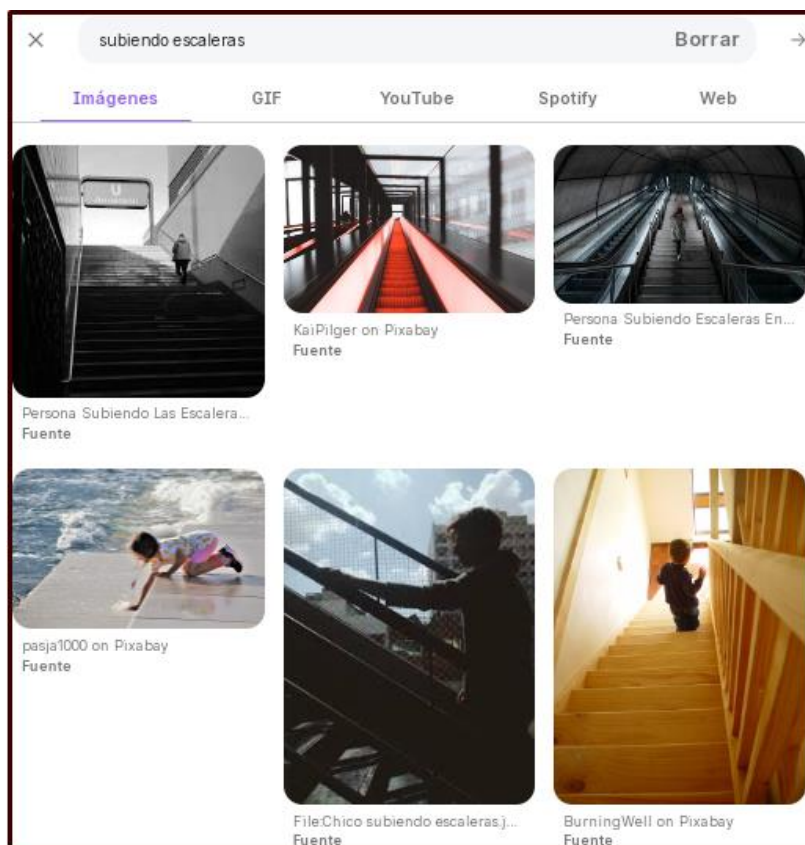 subiendo escaleras
Borrar
Imágenes
GIF
YouTube
Spotify
Web
U
Persona Subiendo Las Escalera...
Fuente
KaiPilger on Pixabay
Fuente
Persona Subiendo Escaleras En...
Fuente
pasja1000 on Pixabay
Fuente
File:Chico subiendo escaleras.j...
Fuente
BurningWell on Pixabay
Fuente